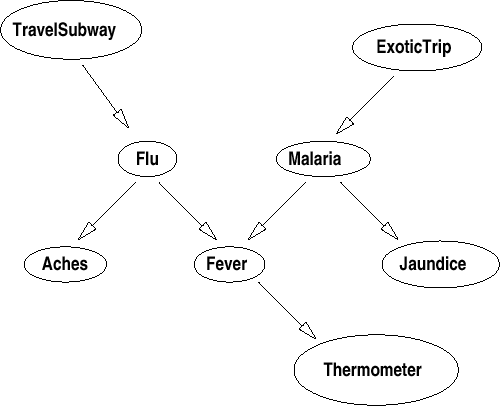 TravelSubway
ExoticTrip
Flu
Malaria
Aches
Fever
Jaundice
Thermometer